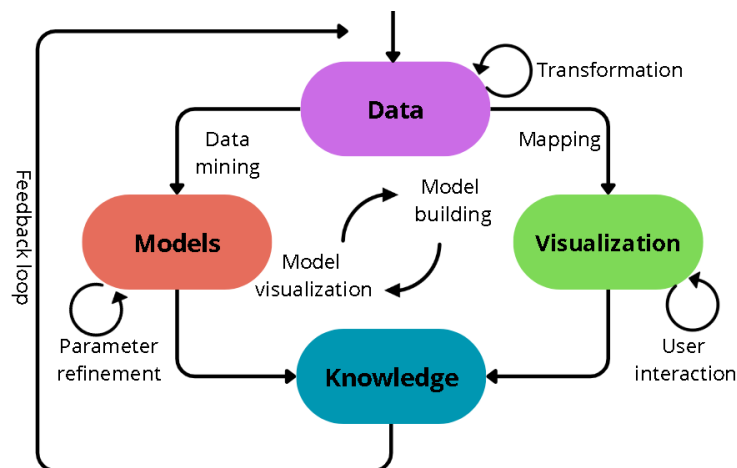 Transformation
Data
Data
mining
Mapping
Feedback loop
Model
building
Models
Visualization
Model
visualization
Parameter
refinement
User
interaction
Knowledge